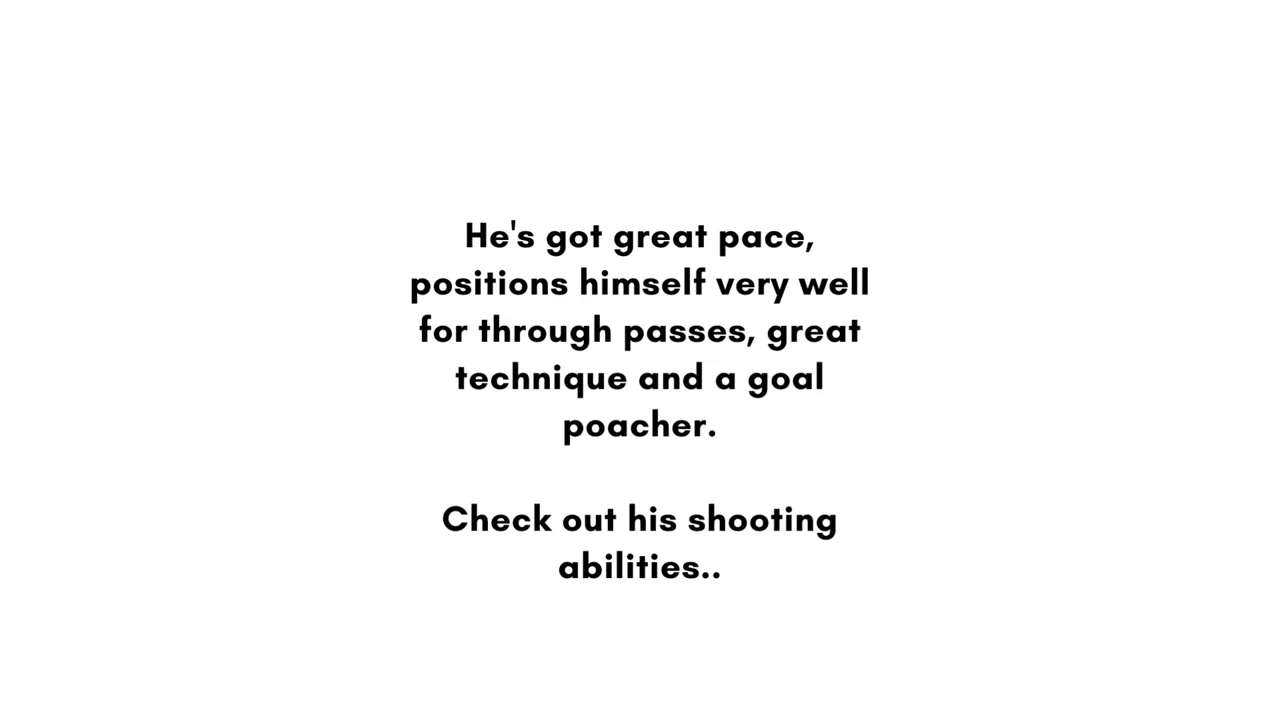 He's got great pace,
positions himself very well
for through passes, great
technique and a goal
poacher.
Check out his shooting
abilities..